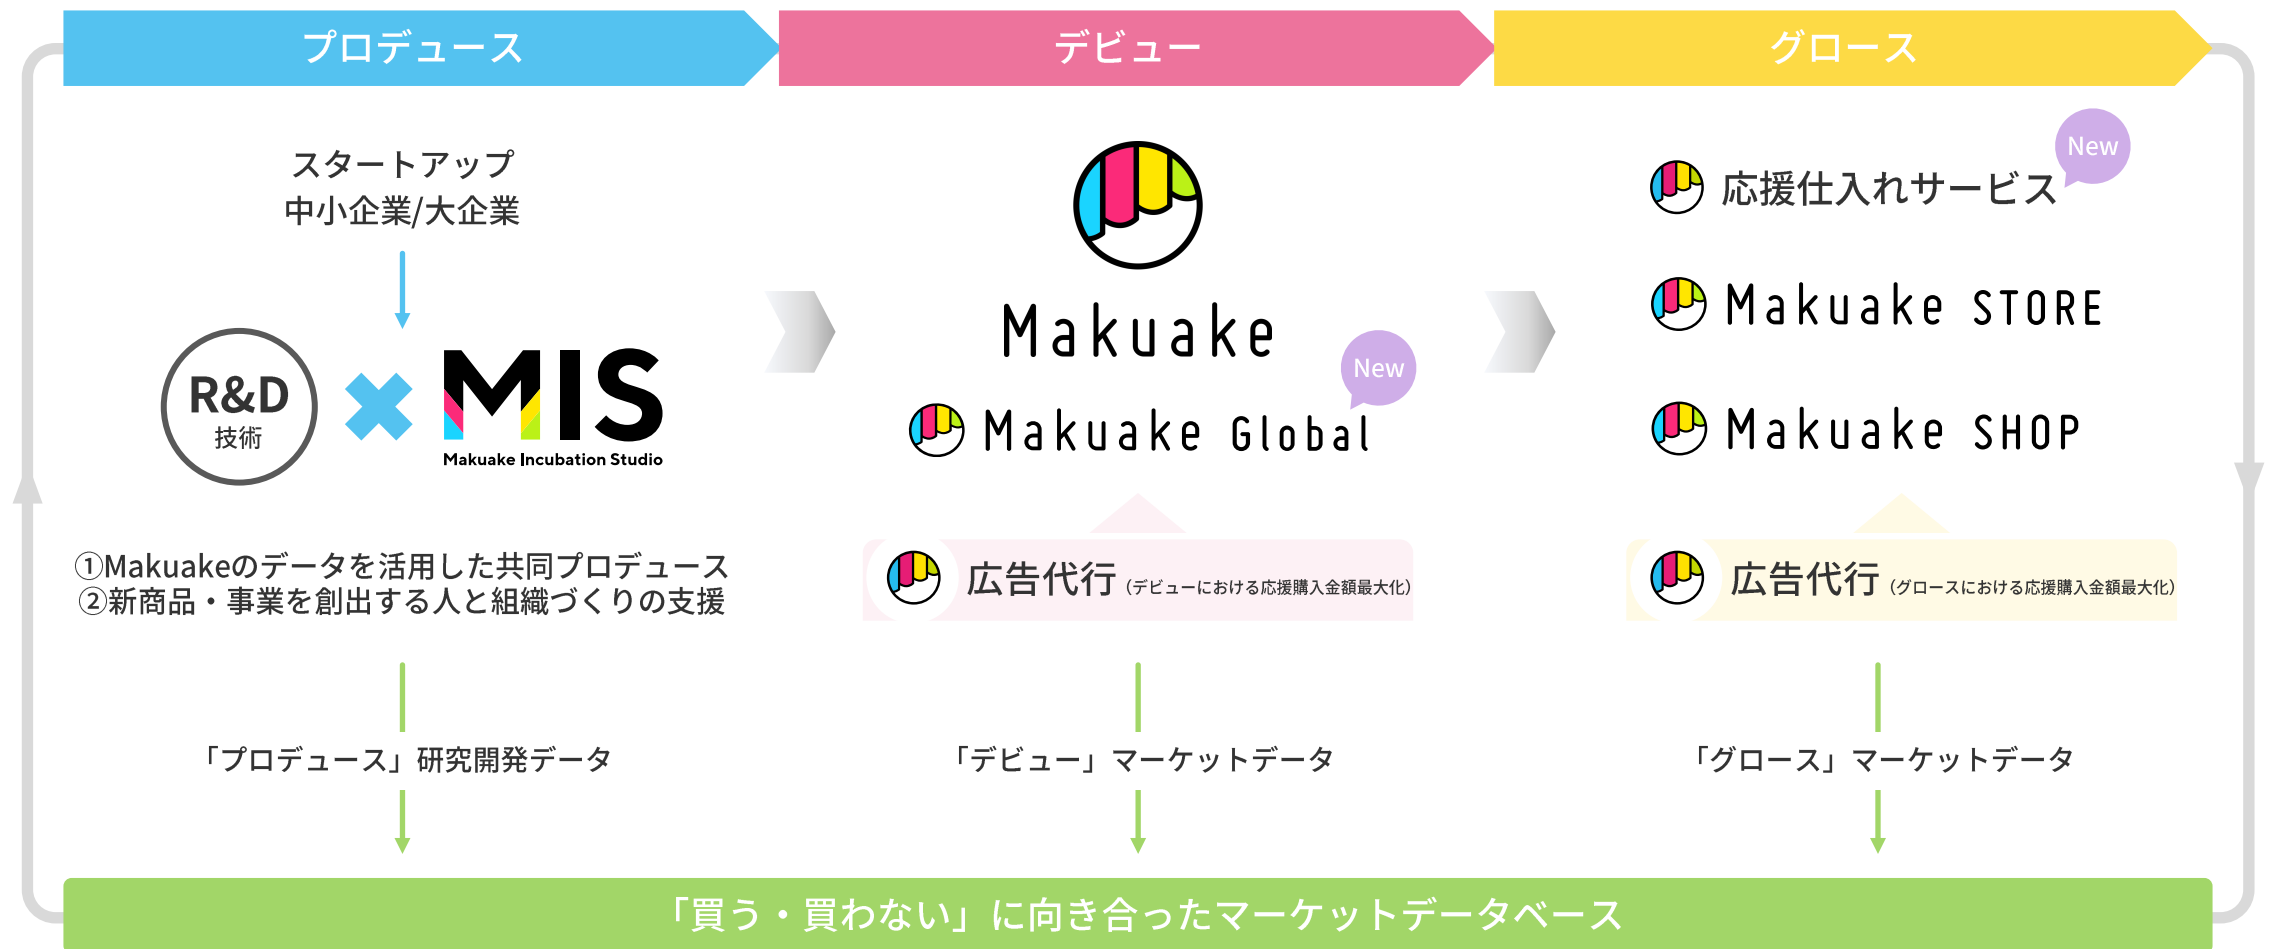 プロデュース
デビュー
グロース
スタートアップ
中小企業/大企業
R&D
技術
MIS
Makuake Incubation Studio
①Makuakeのデータを活用した共同プロデュース
②新商品・事業を創出する人と組織づくりの支援
「プロデュース」研究開発データ
Makuake
New
Makuake Global
広告代行（デビューにおける応援購入金額最大化）
「デビュー」マーケットデータ
New
応援仕入れサービス
Makuake STORE
Makuake SHOP
広告代行（グロースにおける応援購入金額最大化）
「グロース」マーケットデータ
「買う・買わない」に向き合ったマーケットデータベース